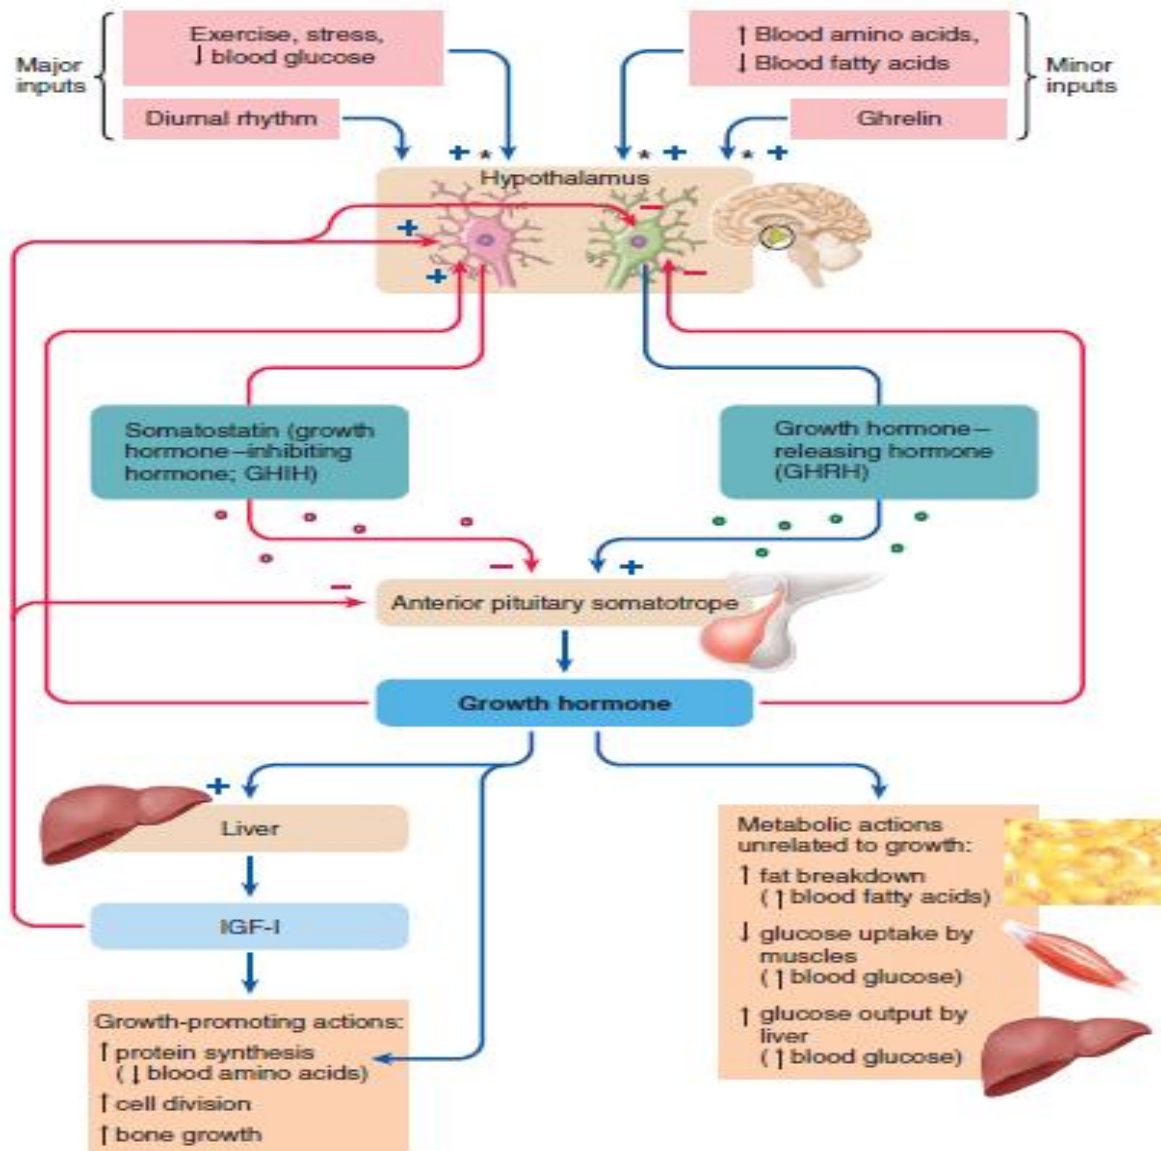 Major
inputs
Exercise, stress,
↓ blood glucose
Diurnal rhythm
↑ Blood amino acids,
↓ Blood fatty acids
Ghrelin
Minor
inputs
+ *
* +
* +
Hypothalamus
+
–
+
–
Somatostatin (growth
hormone–inhibiting
hormone; GHIH)
Growth hormone–
releasing hormone
(GHRH)
–
–
+
Anterior pituitary somatotrope
Growth hormone
+
Liver
IGF-I
Growth-promoting actions:
↑ protein synthesis
(↓ blood amino acids)
↑ cell division
↑ bone growth
Metabolic actions
unrelated to growth:
↑ fat breakdown
(↑ blood fatty acids)
↓ glucose uptake by
muscles
(↑ blood glucose)
↑ glucose output by
liver
(↑ blood glucose)